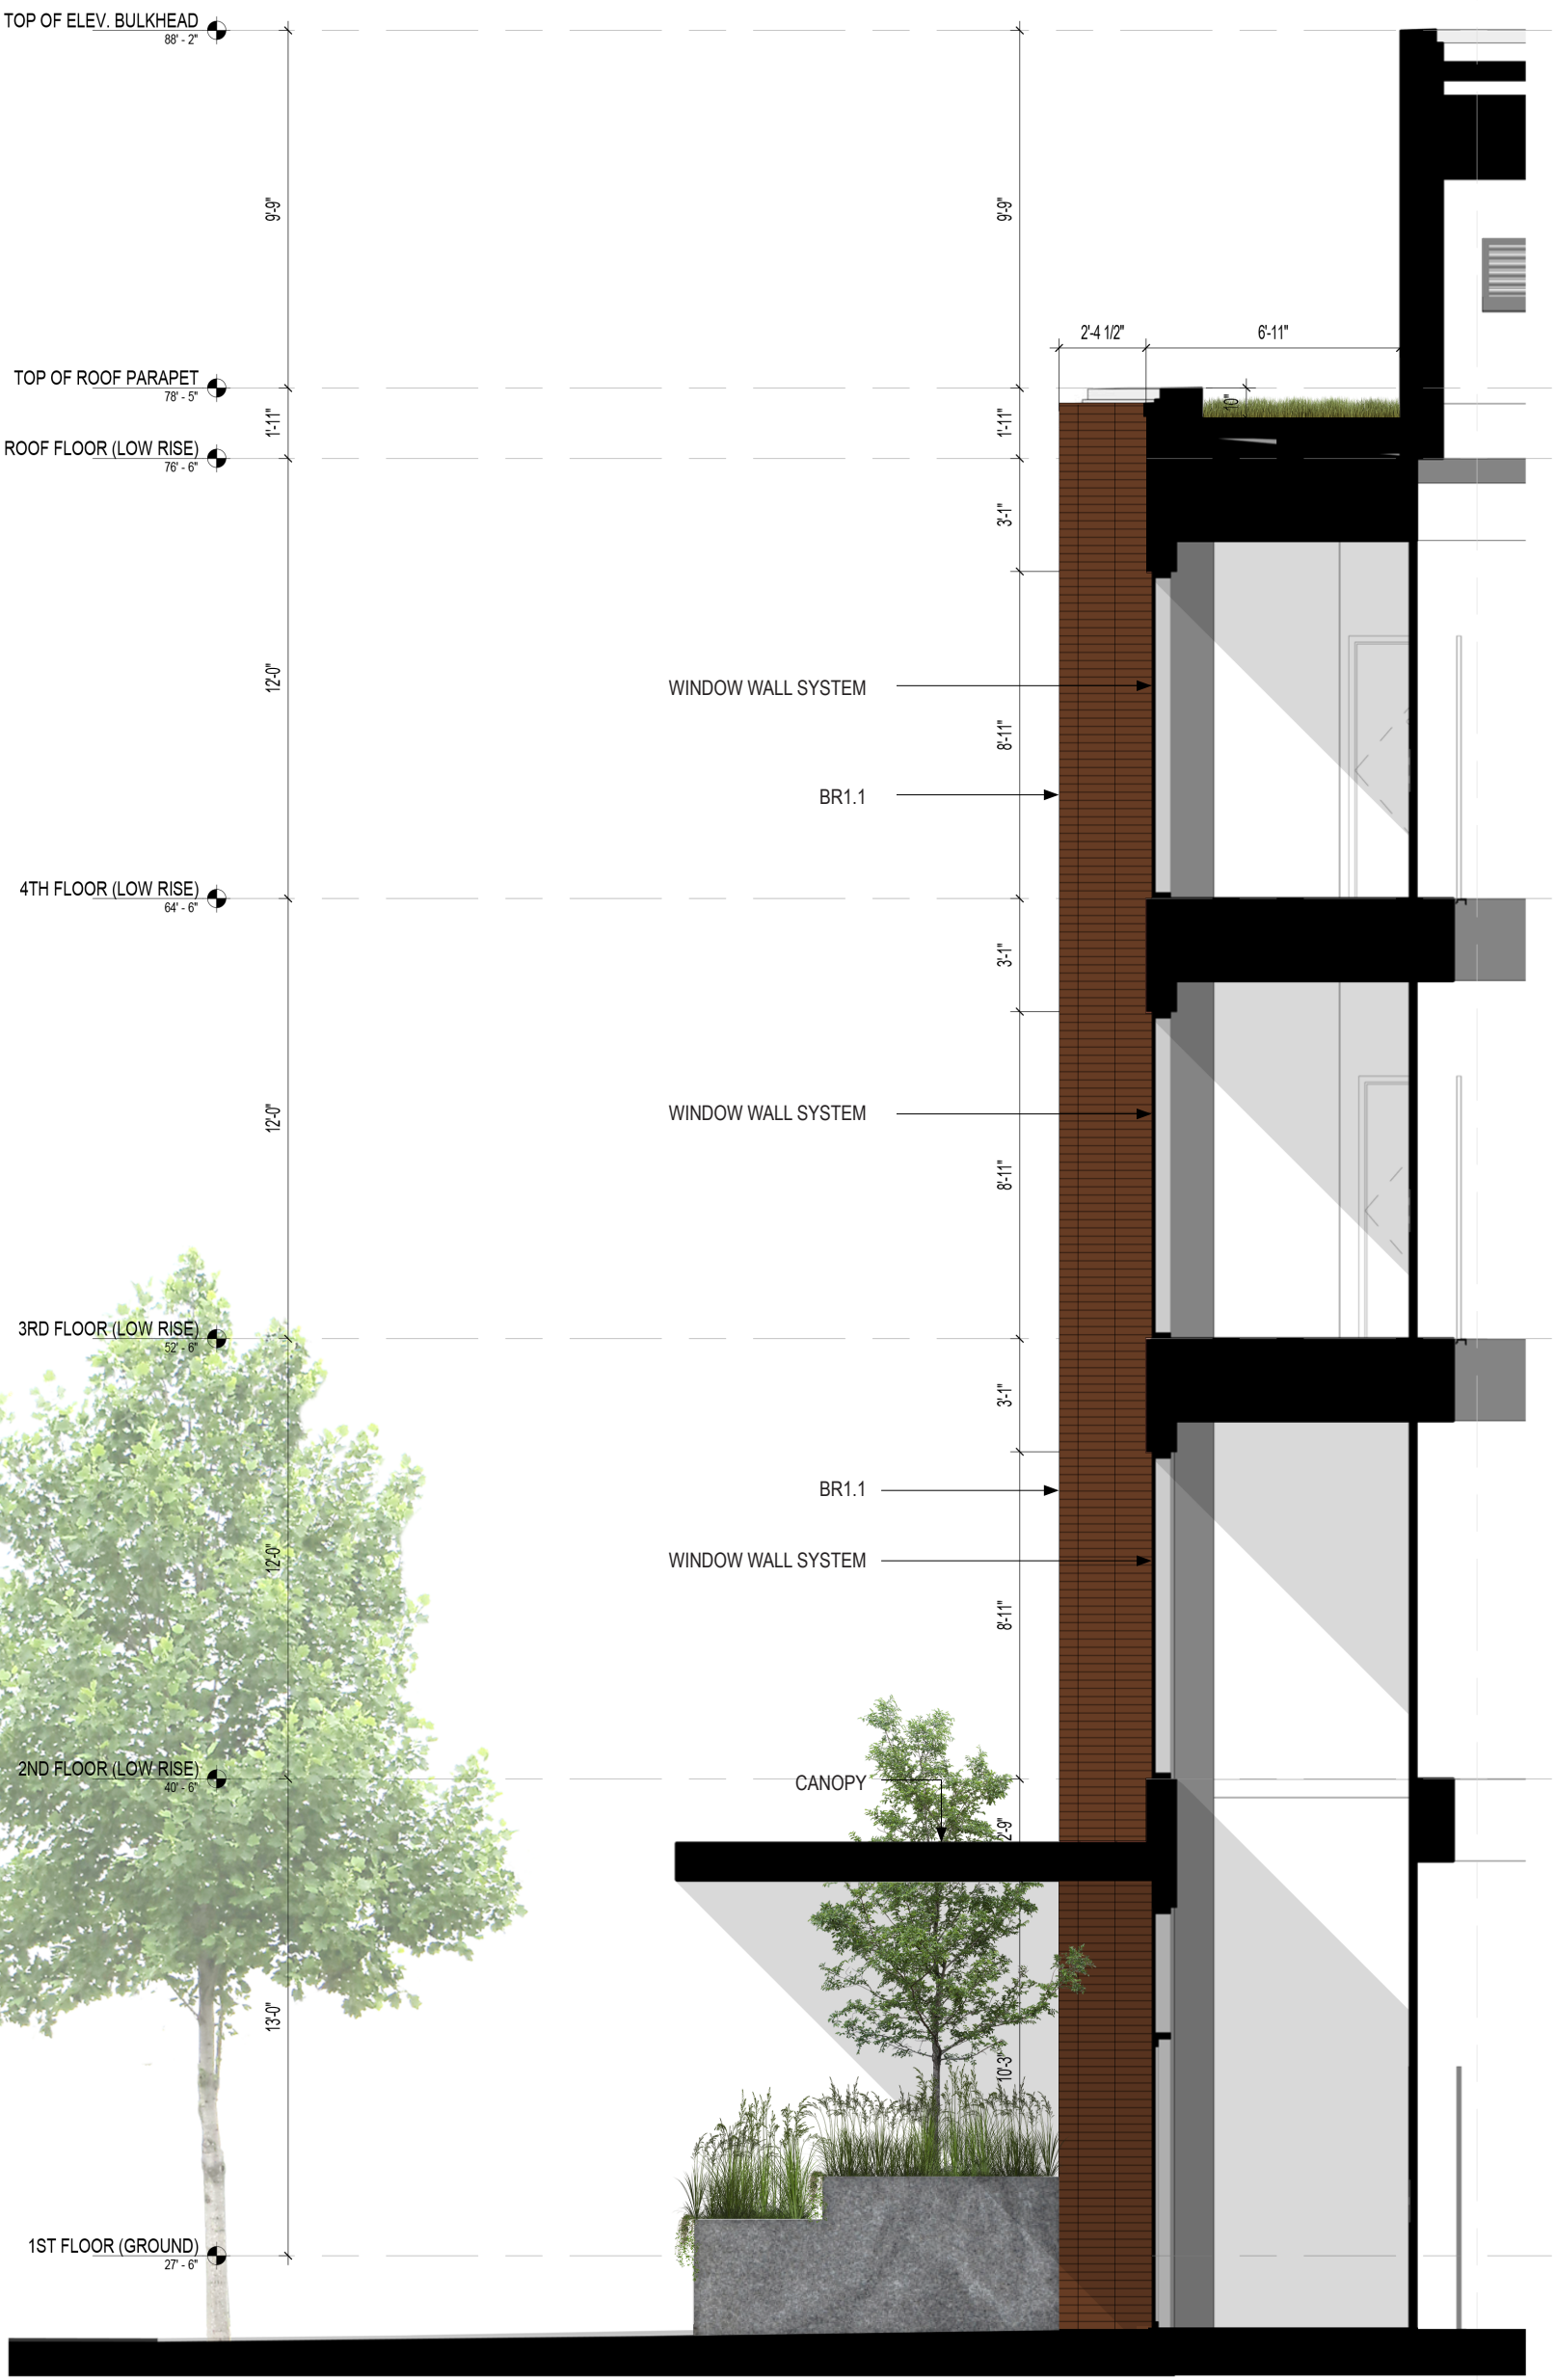 TOP OF ELEV. BULKHEAD
88' - 2"
9'-9"
9'-9"
2'-4 1/2"
6'-11"
TOP OF ROOF PARAPET
78' - 5"
10"
1'-11"
1'-11"
ROOF FLOOR (LOW RISE)
76' - 6"
3'-1"
12'-0"
WINDOW WALL SYSTEM
8'-11"
BR1.1
4TH FLOOR (LOW RISE)
64' - 6"
3'-1"
12'-0"
WINDOW WALL SYSTEM
8'-11"
3RD FLOOR (LOW RISE)
52' - 6"
3'-1"
BR1.1
12'-0"
WINDOW WALL SYSTEM
8'-11"
2ND FLOOR (LOW RISE)
40' - 6"
CANOPY
2'-9"
13'-0"
10'-3"
1ST FLOOR (GROUND)
27' - 6"